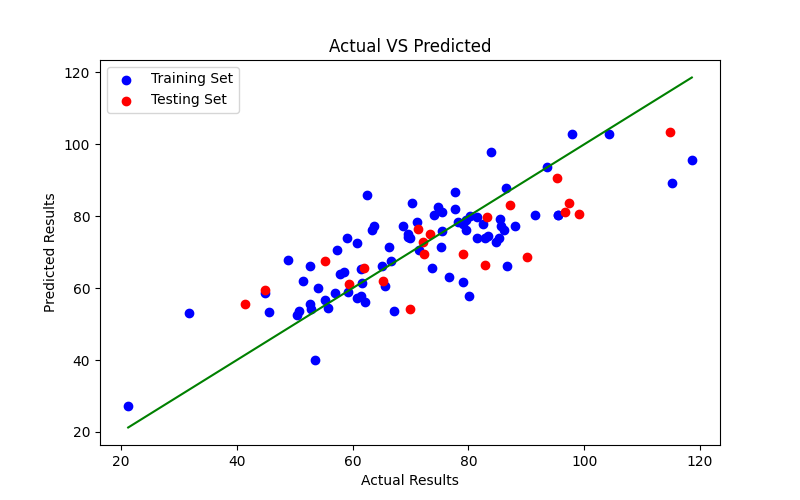 Actual VS Predicted
Training Set
Testing Set
Predicted Results
120
100
80
60
40
20
20 40 60 80 100 120
Actual Results